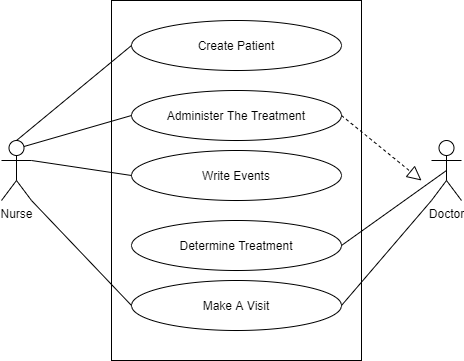 Create Patient
Administer The Treatment
Write Events
Nurse
Doctor
Determine Treatment
Make A Visit